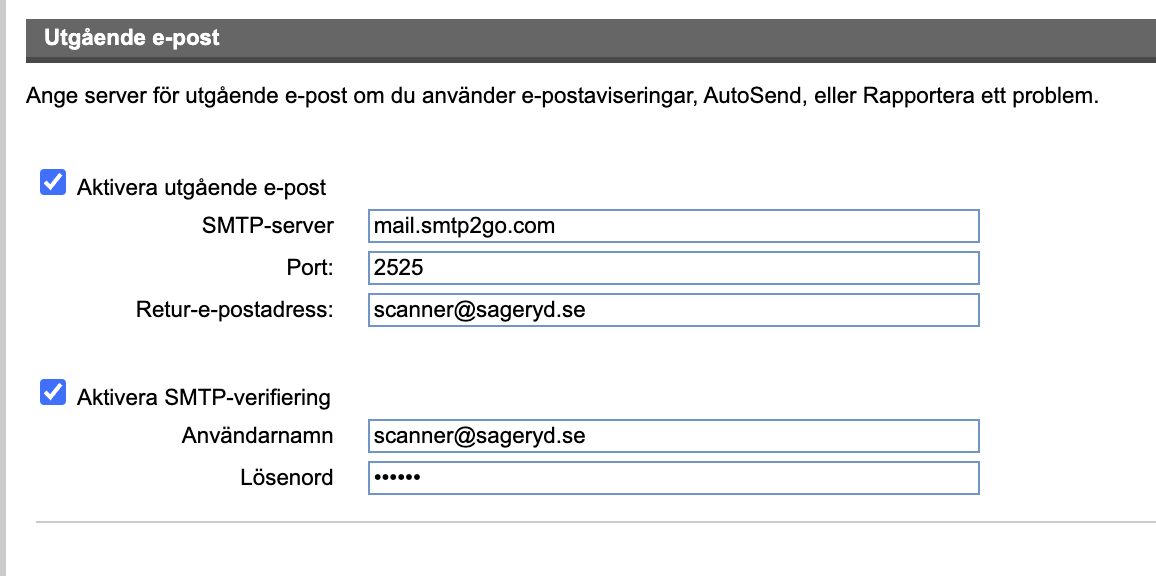 Utgående e-post
Ange server för utgående e-post om du använder e-postaviseringar, AutoSend, eller Rapportera ett problem.
Aktivera utgående e-post
SMTP-server mail.smtp2go.com
Port: 2525
Retur-e-postadress: scanner@sageryd.se
Aktivera SMTP-verifiering
Användarnamn scanner@sageryd.se
Lösenord ••••••